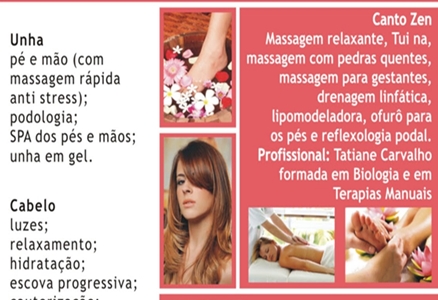 Unha
pé e mão (com
massagem rápida
anti stress);
podologia;
SPA dos pés e mãos;
unha em gel.
Cabelo
luzes;
relaxamento;
hidratação;
escova progressiva;
cauterização;
Canto Zen
Massagem relaxante, Tui na,
massagem com pedras quentes,
massagem para gestantes,
drenagem linfática,
lipomodeladora, ofurô para
os pés e reflexologia podal.
Profissional: Tatiane Carvalho
formada em Biologia e em
Terapias Manuais